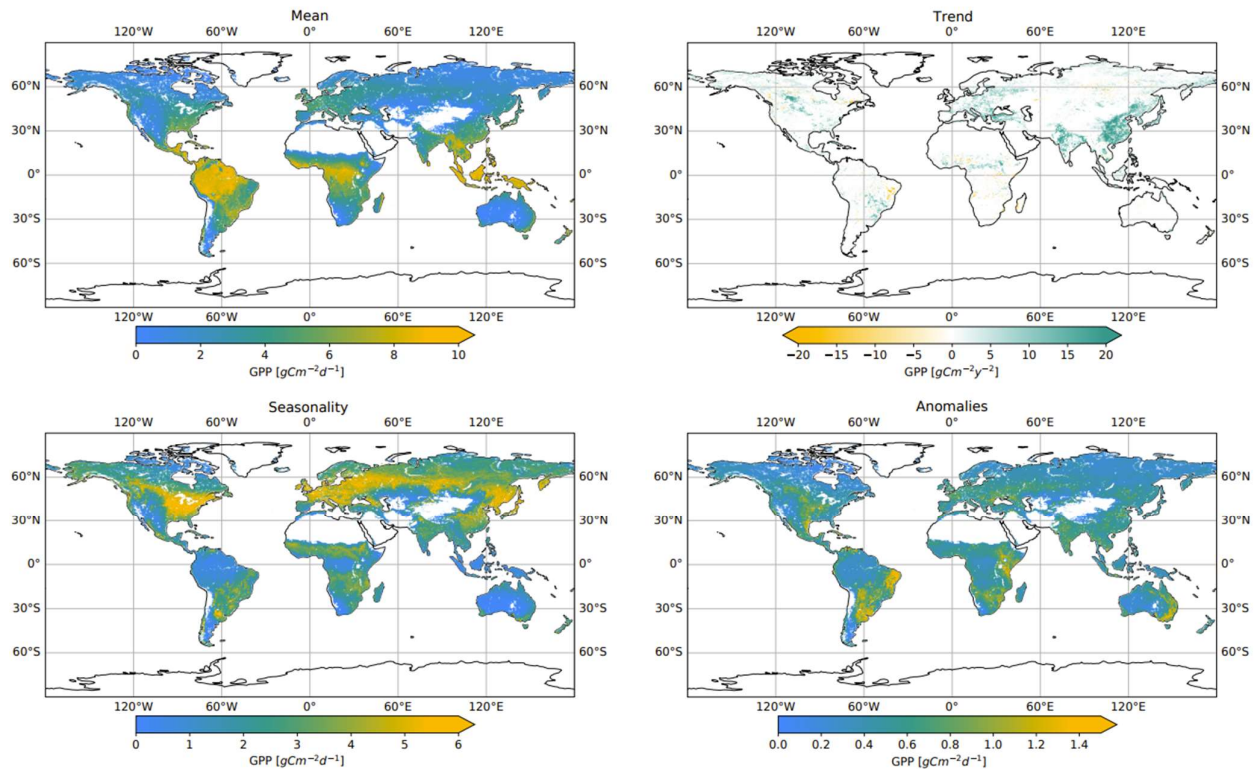 Mean
120°W 60°W 0° 60°E 120°E
60°N
30°N
0°
30°S
60°S
60°N
30°N
0°
30°S
60°S
120°W 60°W 0° 60°E 120°E
0 2 4 6 8 10
GPP [gCm⁻²d⁻¹]
Trend
120°W 60°W 0° 60°E 120°E
60°N
30°N
0°
30°S
60°S
60°N
30°N
0°
30°S
60°S
120°W 60°W 0° 60°E 120°E
−20 −15 −10 −5 0 5 10 15 20
GPP [gCm⁻²y⁻²]
Seasonality
120°W 60°W 0° 60°E 120°E
60°N
30°N
0°
30°S
60°S
60°N
30°N
0°
30°S
60°S
120°W 60°W 0° 60°E 120°E
0 1 2 3 4 5 6
GPP [gCm⁻²d⁻¹]
Anomalies
120°W 60°W 0° 60°E 120°E
60°N
30°N
0°
30°S
60°S
60°N
30°N
0°
30°S
60°S
120°W 60°W 0° 60°E 120°E
0.0 0.2 0.4 0.6 0.8 1.0 1.2 1.4
GPP [gCm⁻²d⁻¹]